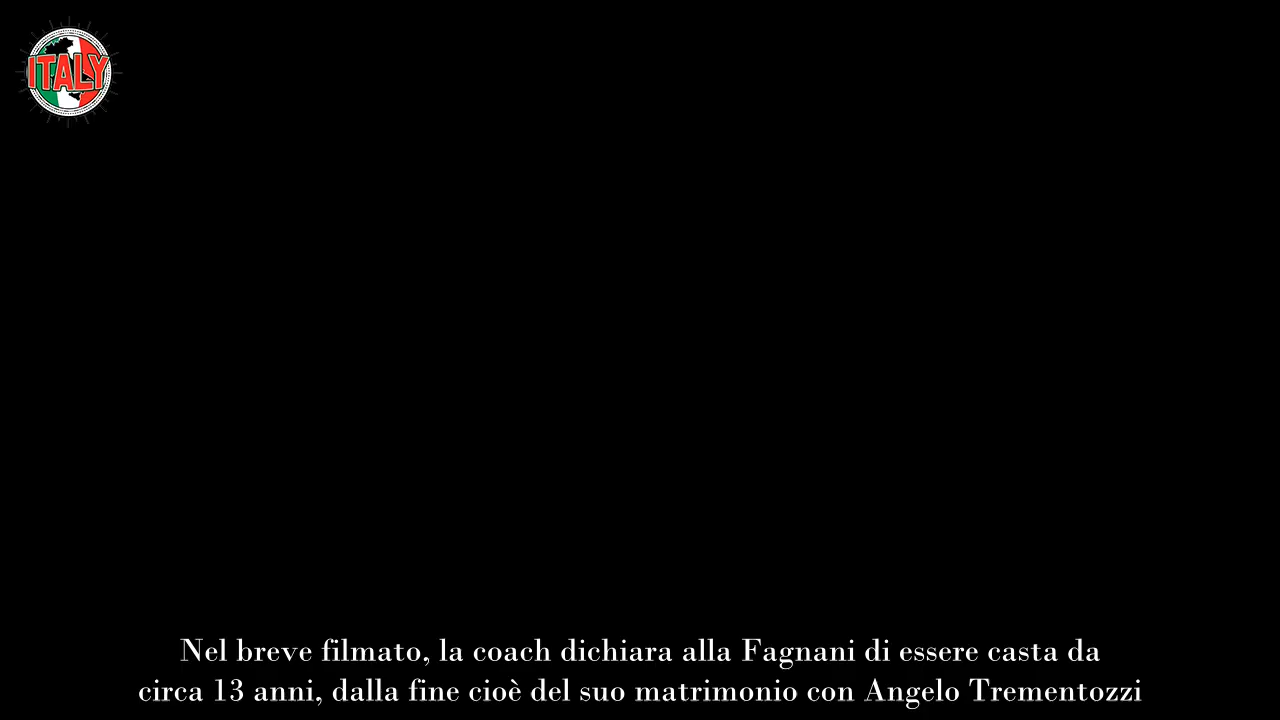 ITALY
Nel breve filmato, la coach dichiara alla Fagnani di essere casta da
circa 13 anni, dalla fine cioè del suo matrimonio con Angelo Trementozzi